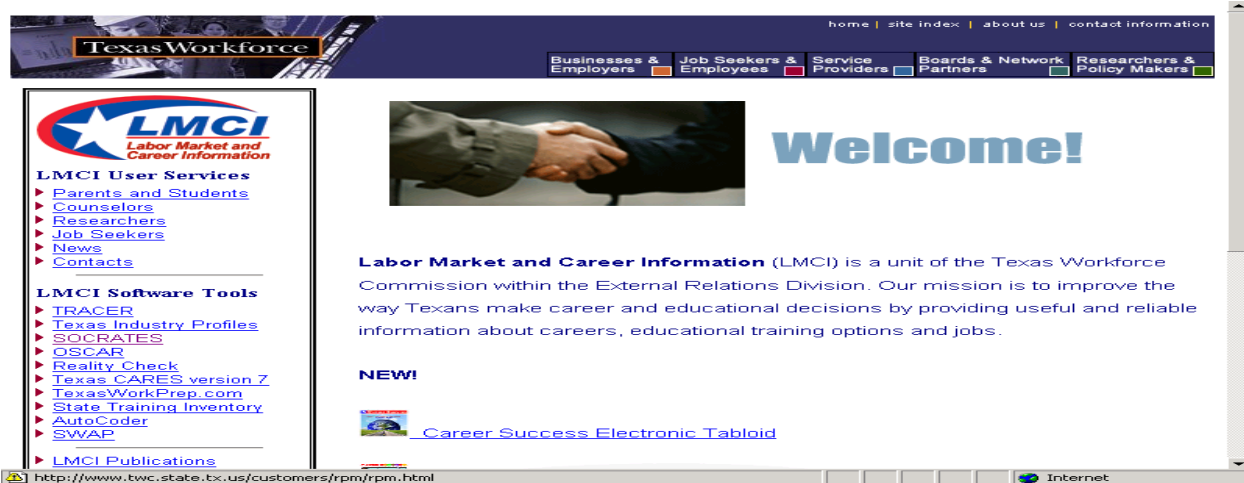 home | site index | about us | contact information
Texas Workforce
Businesses & Employers
Job Seekers & Employees
Service Providers
Boards & Network Partners
Researchers & Policy Makers
LMCI
Labor Market and
Career Information
Welcome!
LMCI User Services
Parents and Students
Counselors
Researchers
Job Seekers
News
Contacts
Labor Market and Career Information (LMCI) is a unit of the Texas Workforce
Commission within the External Relations Division. Our mission is to improve the
way Texans make career and educational decisions by providing useful and reliable
information about careers, educational training options and jobs.
LMCI Software Tools
TRACER
Texas Industry Profiles
SOCRATES
OSCAR
Reality Check
Texas CARES version 7
TexasWorkPrep.com
State Training Inventory
AutoCoder
SWAP
LMCI Publications
NEW!
Career Success Electronic Tabloid
http://www.twc.state.tx.us/customers/rpm/rpm.html
Internet